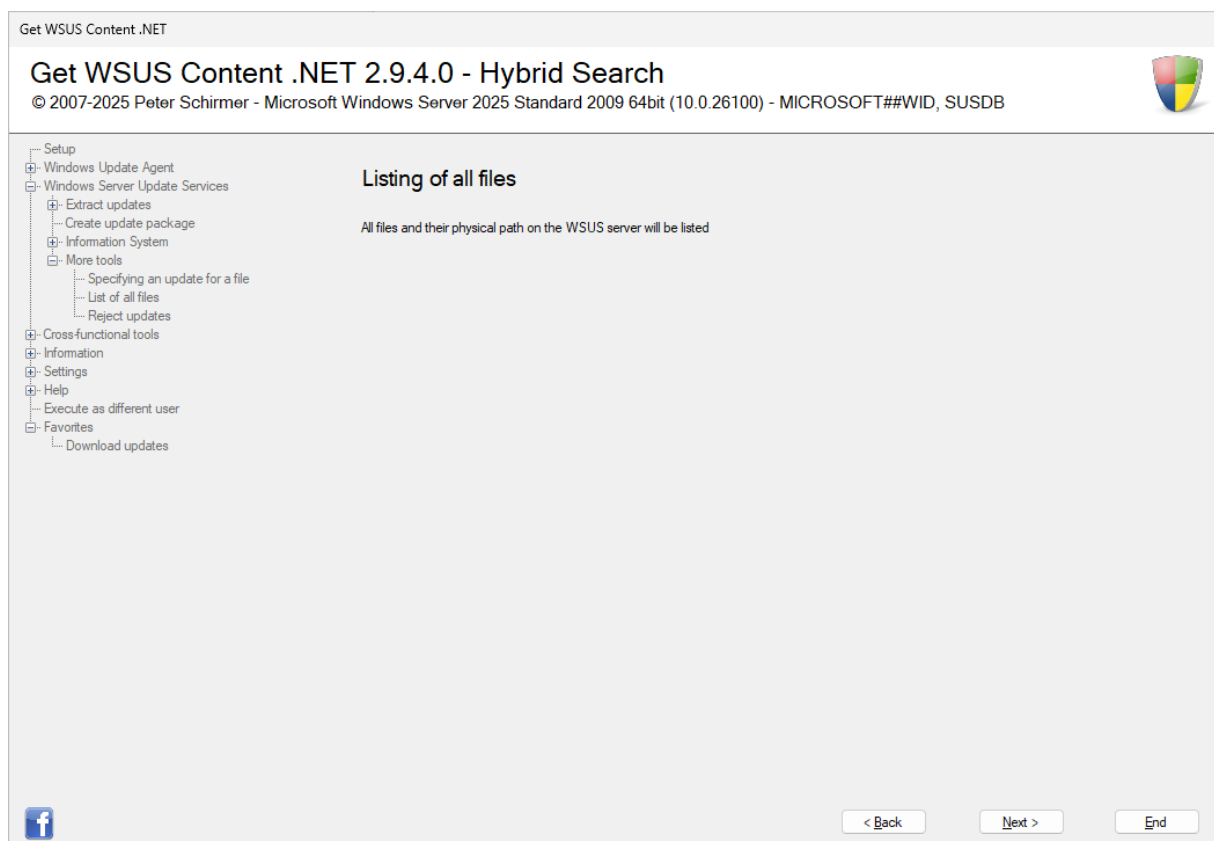 Get WSUS Content .NET
Get WSUS Content .NET 2.9.4.0 - Hybrid Search
© 2007-2025 Peter Schirmer - Microsoft Windows Server 2025 Standard 2009 64bit (10.0.26100) - MICROSOFT##WID, SUSDB
Setup
Windows Update Agent
Windows Server Update Services
Extract updates
Create update package
Information System
More tools
Specifying an update for a file
List of all files
Reject updates
Cross-functional tools
Information
Settings
Help
Execute as different user
Favorites
Download updates
Listing of all files
All files and their physical path on the WSUS server will be listed
f
< Back
Next >
End